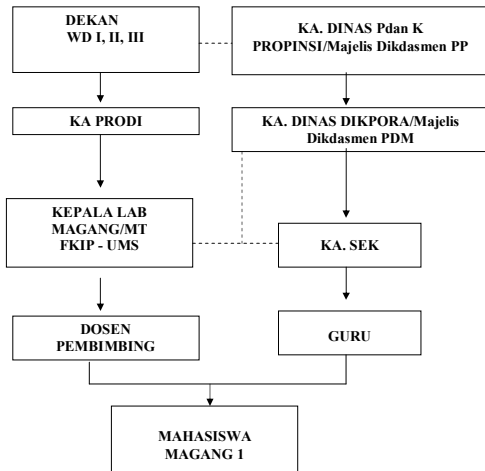 DEKAN
WD I, II, III
KA. DINAS Pdan K
PROPINSI/Majelis Dikdasmen PP
KA PRODI
KA. DINAS DIKPORA/Majelis
Dikdasmen PDM
KEPALA LAB
MAGANG/MT
FKIP - UMS
KA. SEK
DOSEN
PEMBIMBING
GURU
MAHASISWA
MAGANG 1